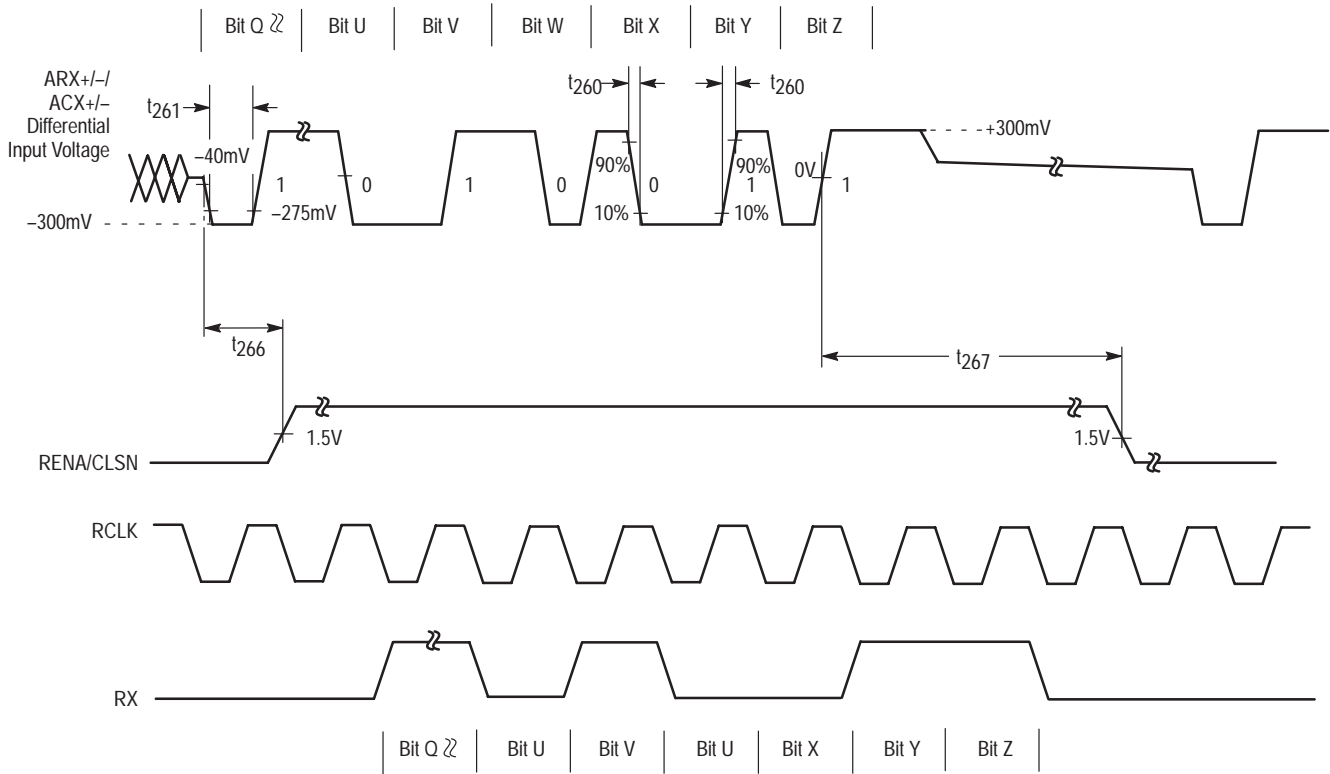 Bit Q Bit U Bit V Bit W Bit X Bit Y Bit Z
ARX+/–/
ACX+/–
Differential
Input Voltage
t261
t260
t260
–40mV
–275mV
–300mV
1
0
1
0
90%
10%
0
90%
1
10%
0V
1
+300mV
t266
t267
RENA/CLSN
1.5V
1.5V
RCLK
RX
Bit Q Bit U Bit V Bit U Bit X Bit Y Bit Z